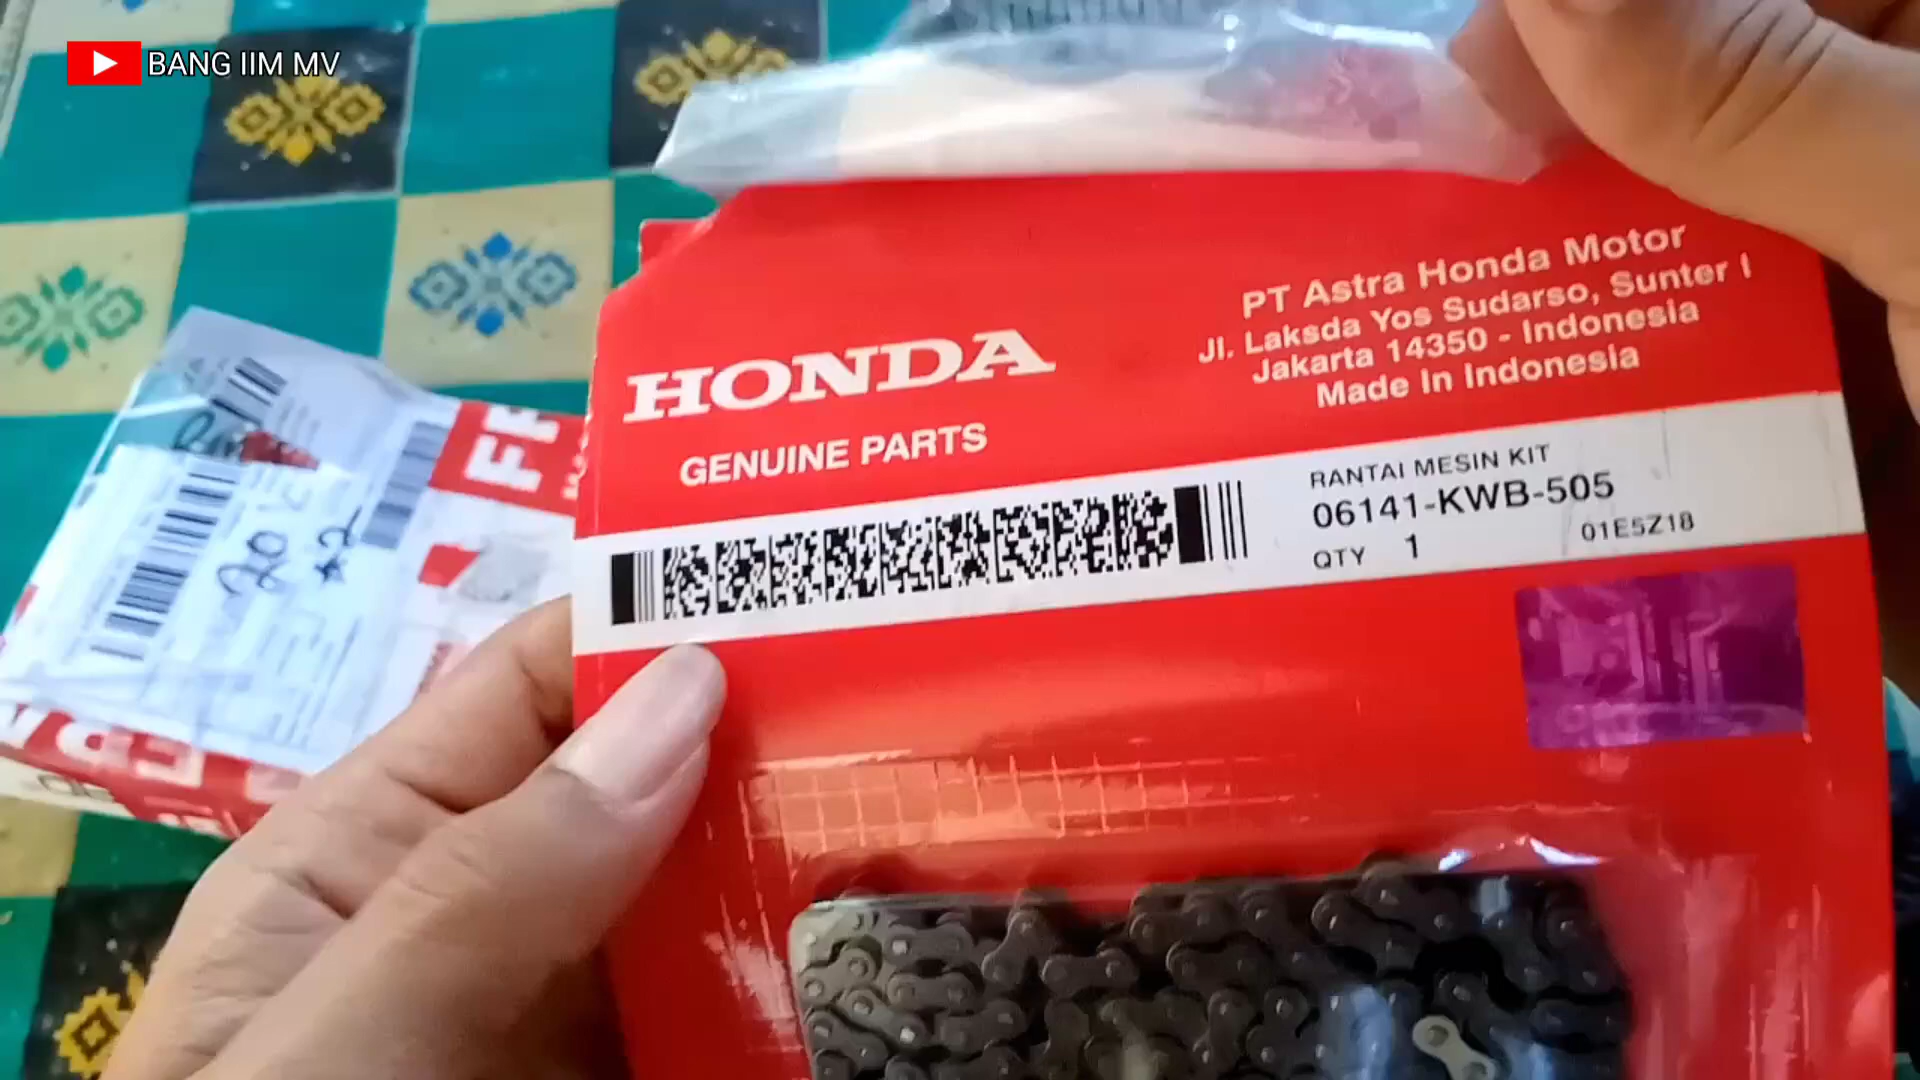 BANG IIM MV
PT Astra Honda Motor
Jl. Laksda Yos Sudarso, Sunter I
Jakarta 14350 - Indonesia
Made In Indonesia
HONDA
GENUINE PARTS
RANTAI MESIN KIT
06141-KWB-505
QTY 1
01E5Z18
20